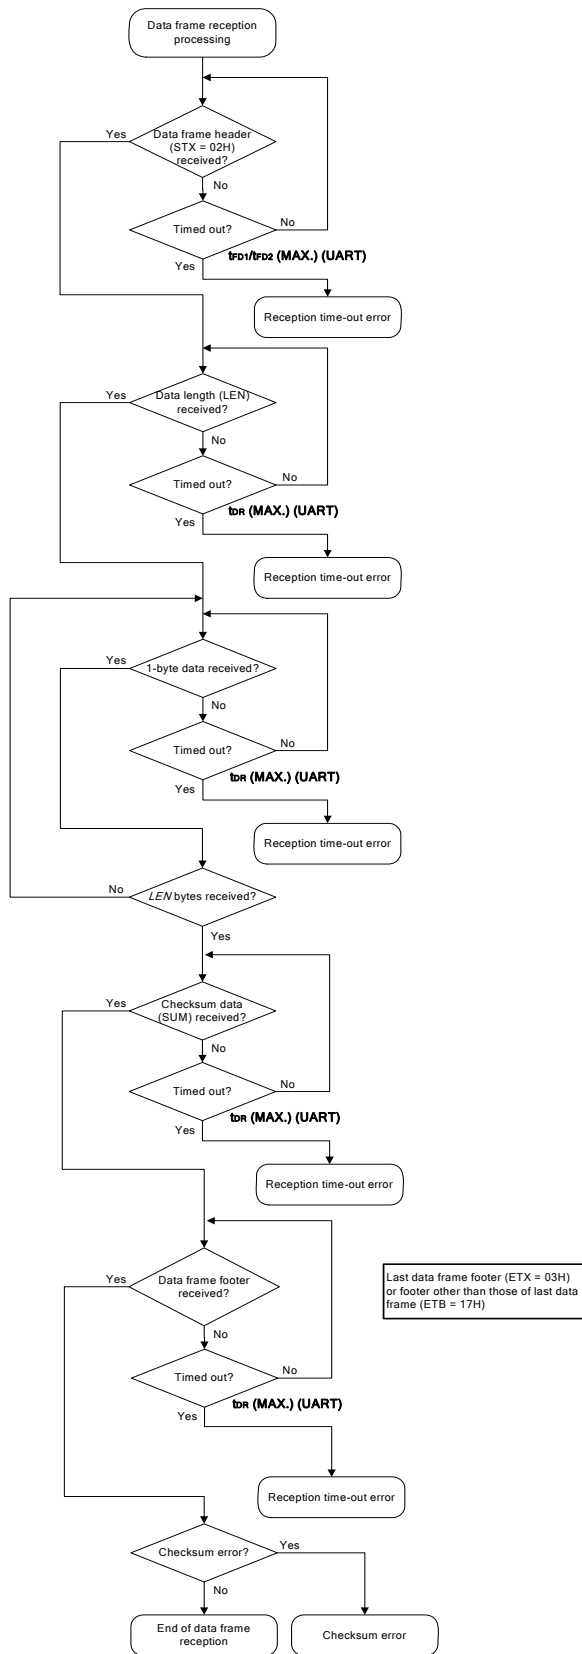 Data frame reception
processing
Yes
Data frame header
(STX = 02H)
received?
No
Timed out?
No
tFD1/tFD2 (MAX.) (UART)
Yes
Reception time-out error
Yes
Data length (LEN)
received?
No
Timed out?
No
tDR (MAX.) (UART)
Yes
Reception time-out error
Yes
1-byte data received?
No
Timed out?
No
tDR (MAX.) (UART)
Yes
Reception time-out error
No
LEN bytes received?
Yes
Yes
Checksum data
(SUM) received?
No
Timed out?
No
tDR (MAX.) (UART)
Yes
Reception time-out error
Yes
Data frame footer
received?
Last data frame footer (ETX = 03H)
or footer other than those of last data
frame (ETB = 17H)
No
Timed out?
No
tDR (MAX.) (UART)
Yes
Reception time-out error
Checksum error?
Yes
No
End of data frame
reception
Checksum error